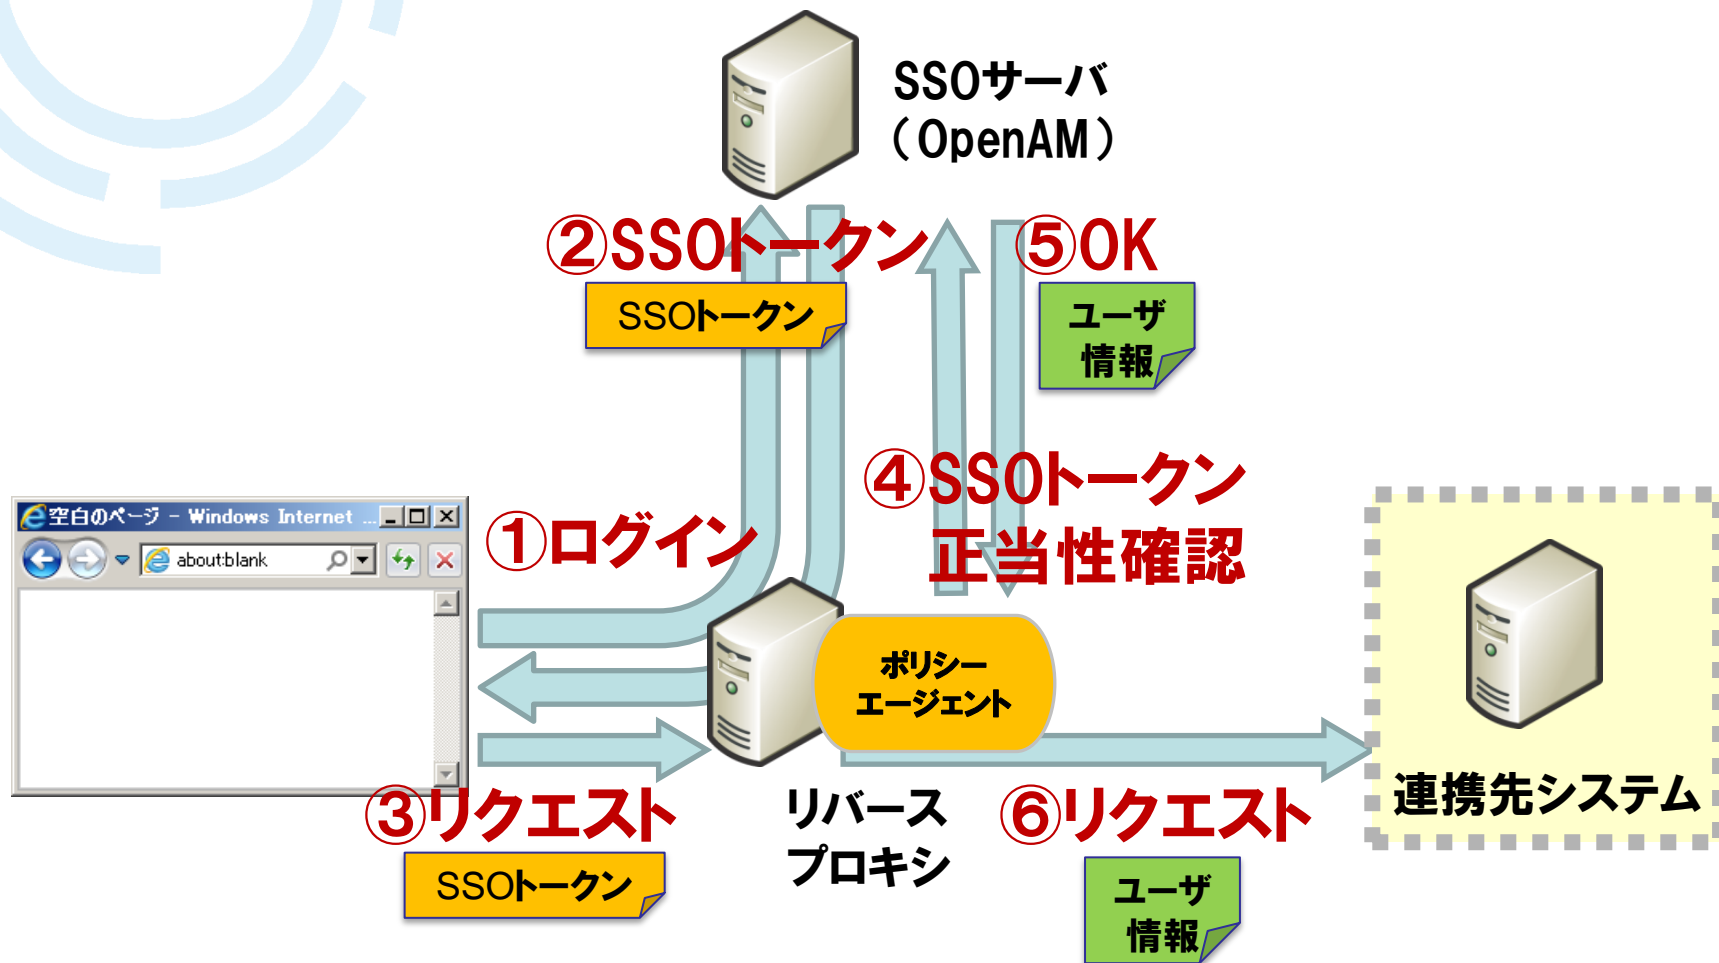 SSOサーバ
（OpenAM）
②SSOトークン
SSOトークン
⑤OK
ユーザ
情報
④SSOトークン
正当性確認
空白のページ - Windows Internet ...
about:blank
①ログイン
ポリシー
エージェント
③リクエスト
SSOトークン
リバース
プロキシ
⑥リクエスト
ユーザ
情報
連携先システム